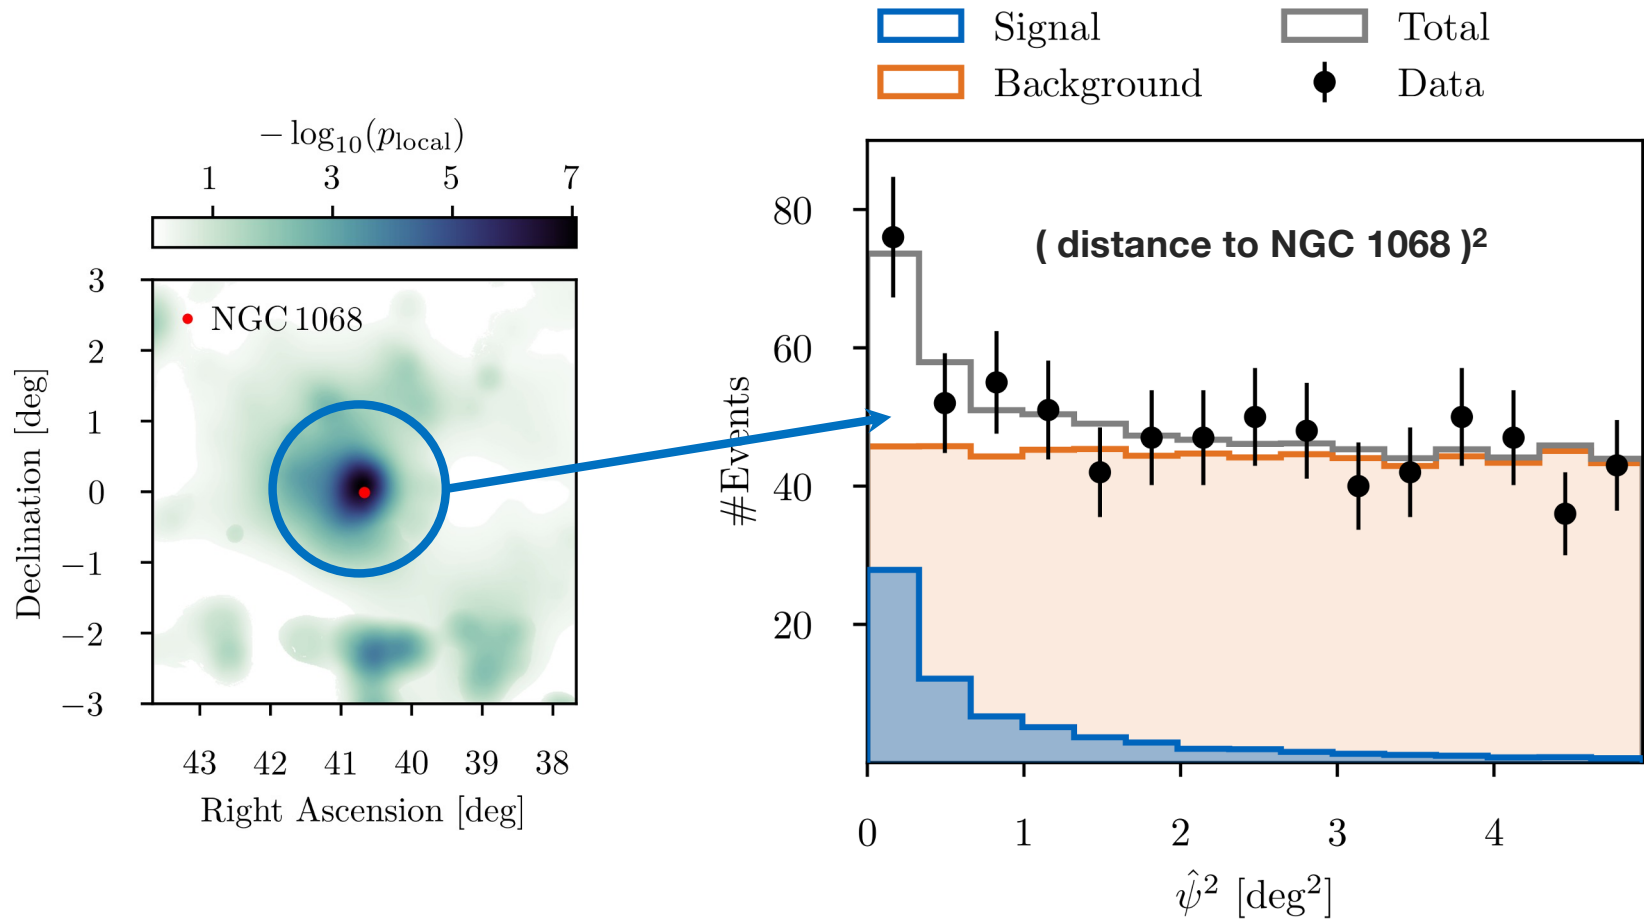 − log₁₀(p_local)
1 3 5 7
NGC 1068
3
2
1
0
−1
−2
−3
Declination [deg]
43 42 41 40 39 38
Right Ascension [deg]
Signal
Total
Background
Data
( distance to NGC 1068 )²
80
60
40
20
#Events
0 1 2 3 4
ψ̂² [deg²]